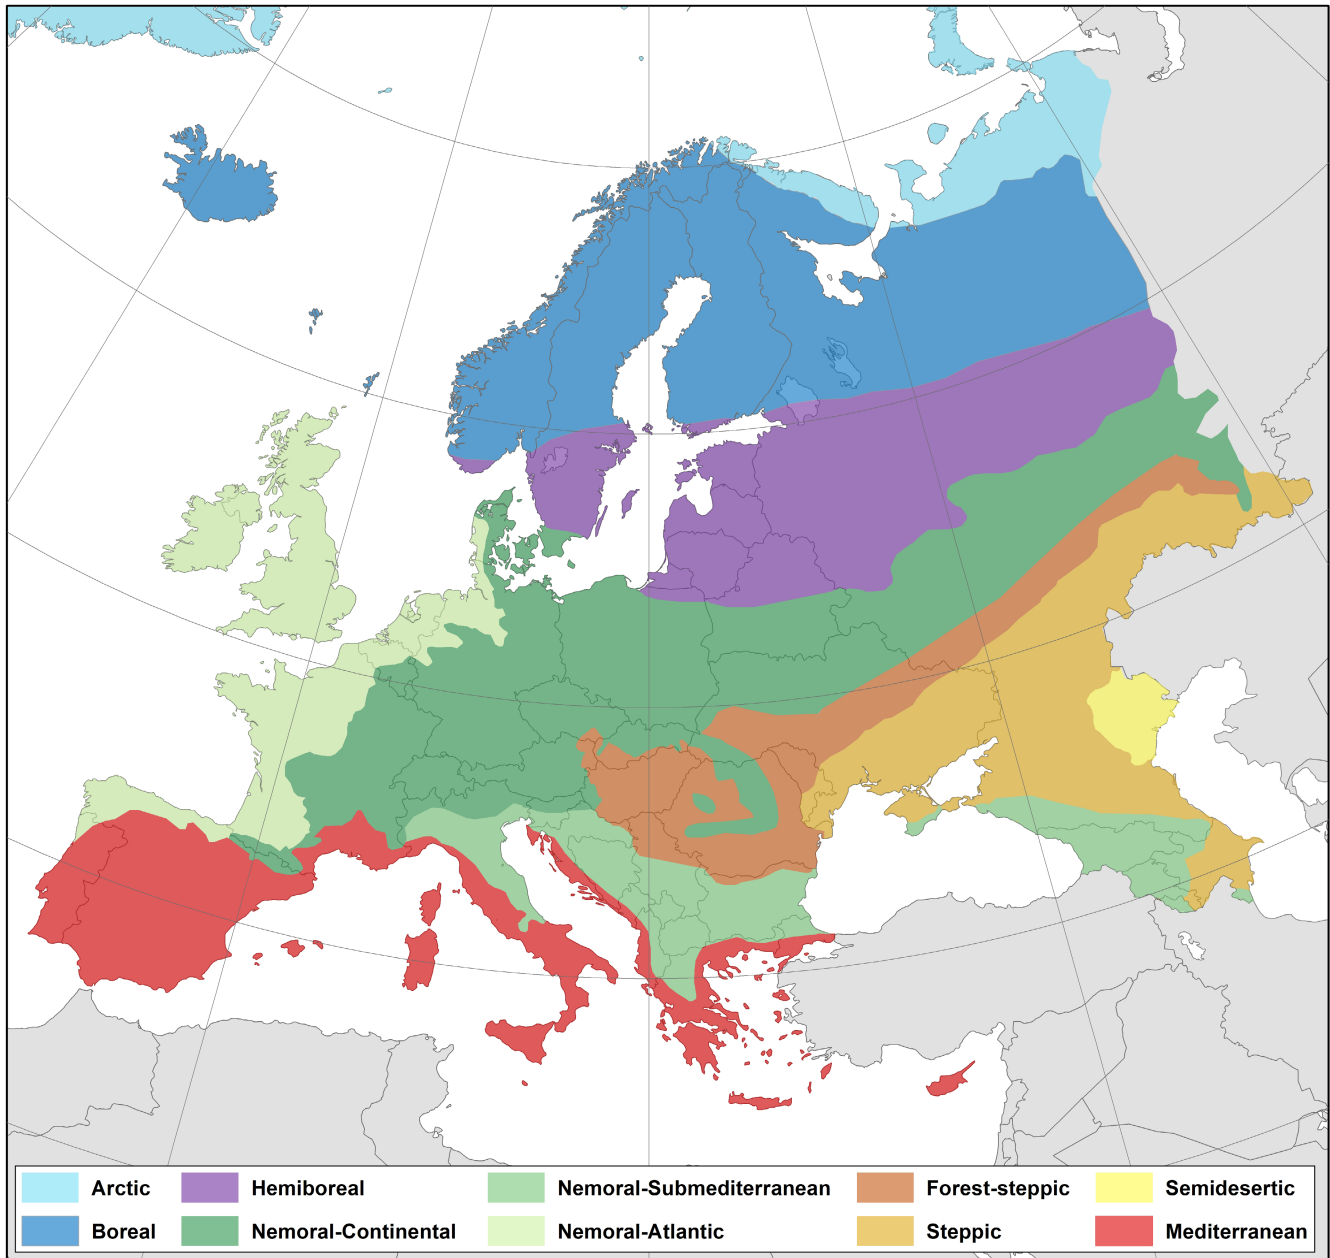 Arctic Hemiboreal Nemoral-Submediterranean Forest-steppic Semidesertic
Boreal Nemoral-Continental Nemoral-Atlantic Steppic Mediterranean